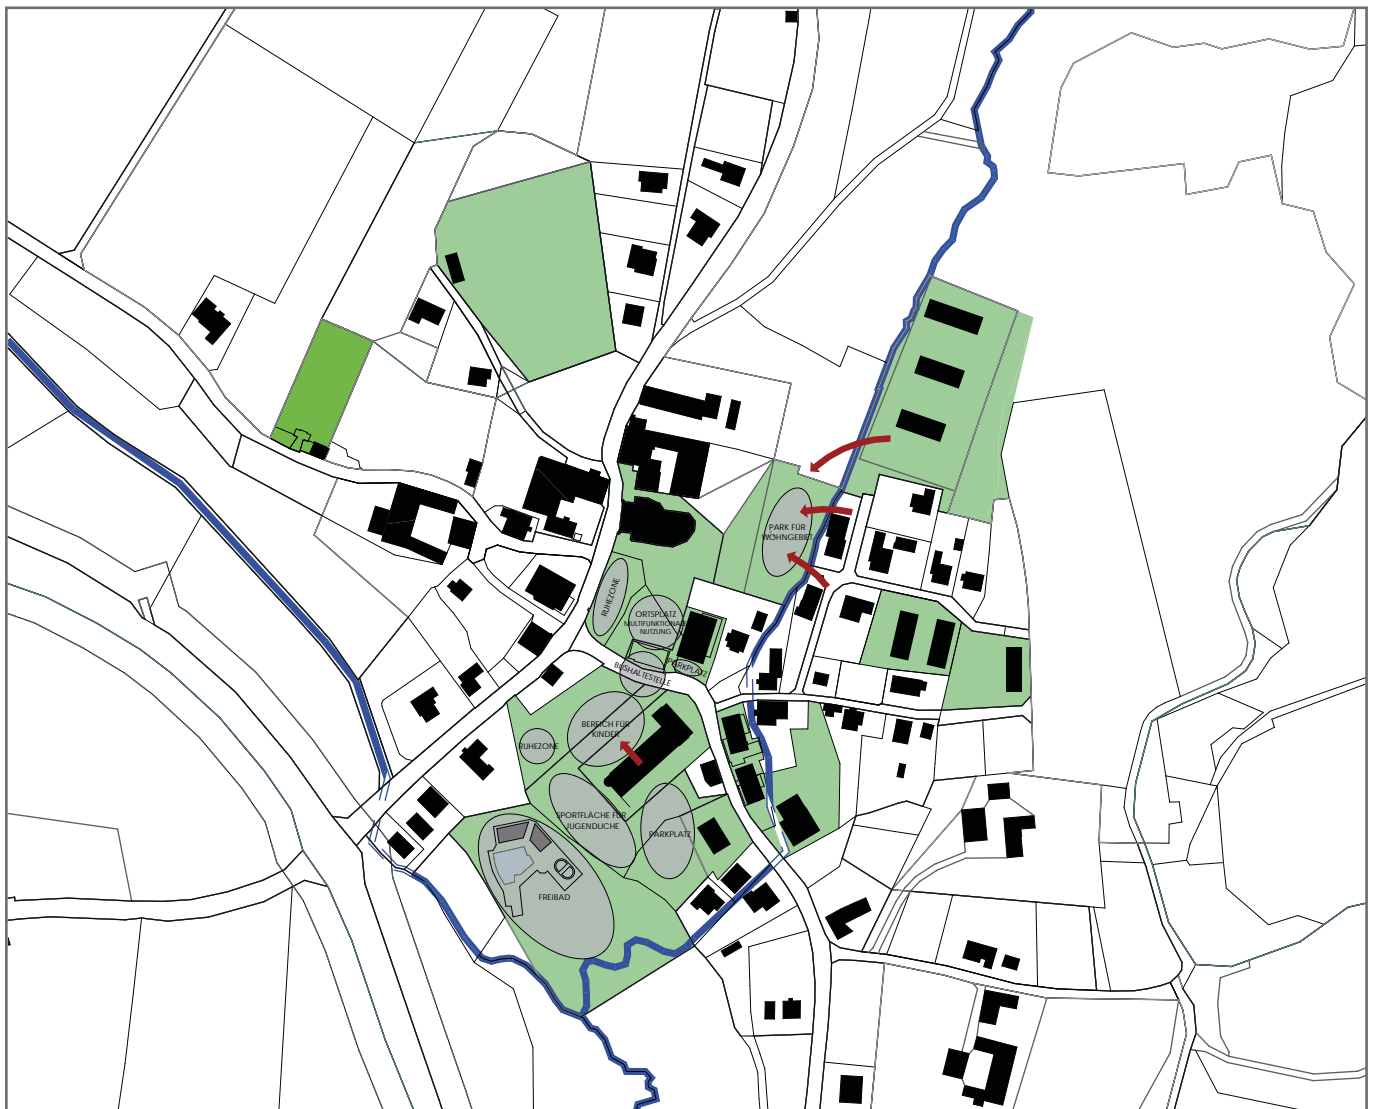 PARK FÜR
WOHNGEBIET
RUHEZONE
ORTSPLATZ
MULTIFUNKTIONALE
NUTZUNG
PARKPLATZ
BUSHALTESTELLE
BEREICH FÜR
KINDER
RUHEZONE
SPORTFLÄCHE FÜR
JUGENDLICHE
PARKPLATZ
FREIBAD